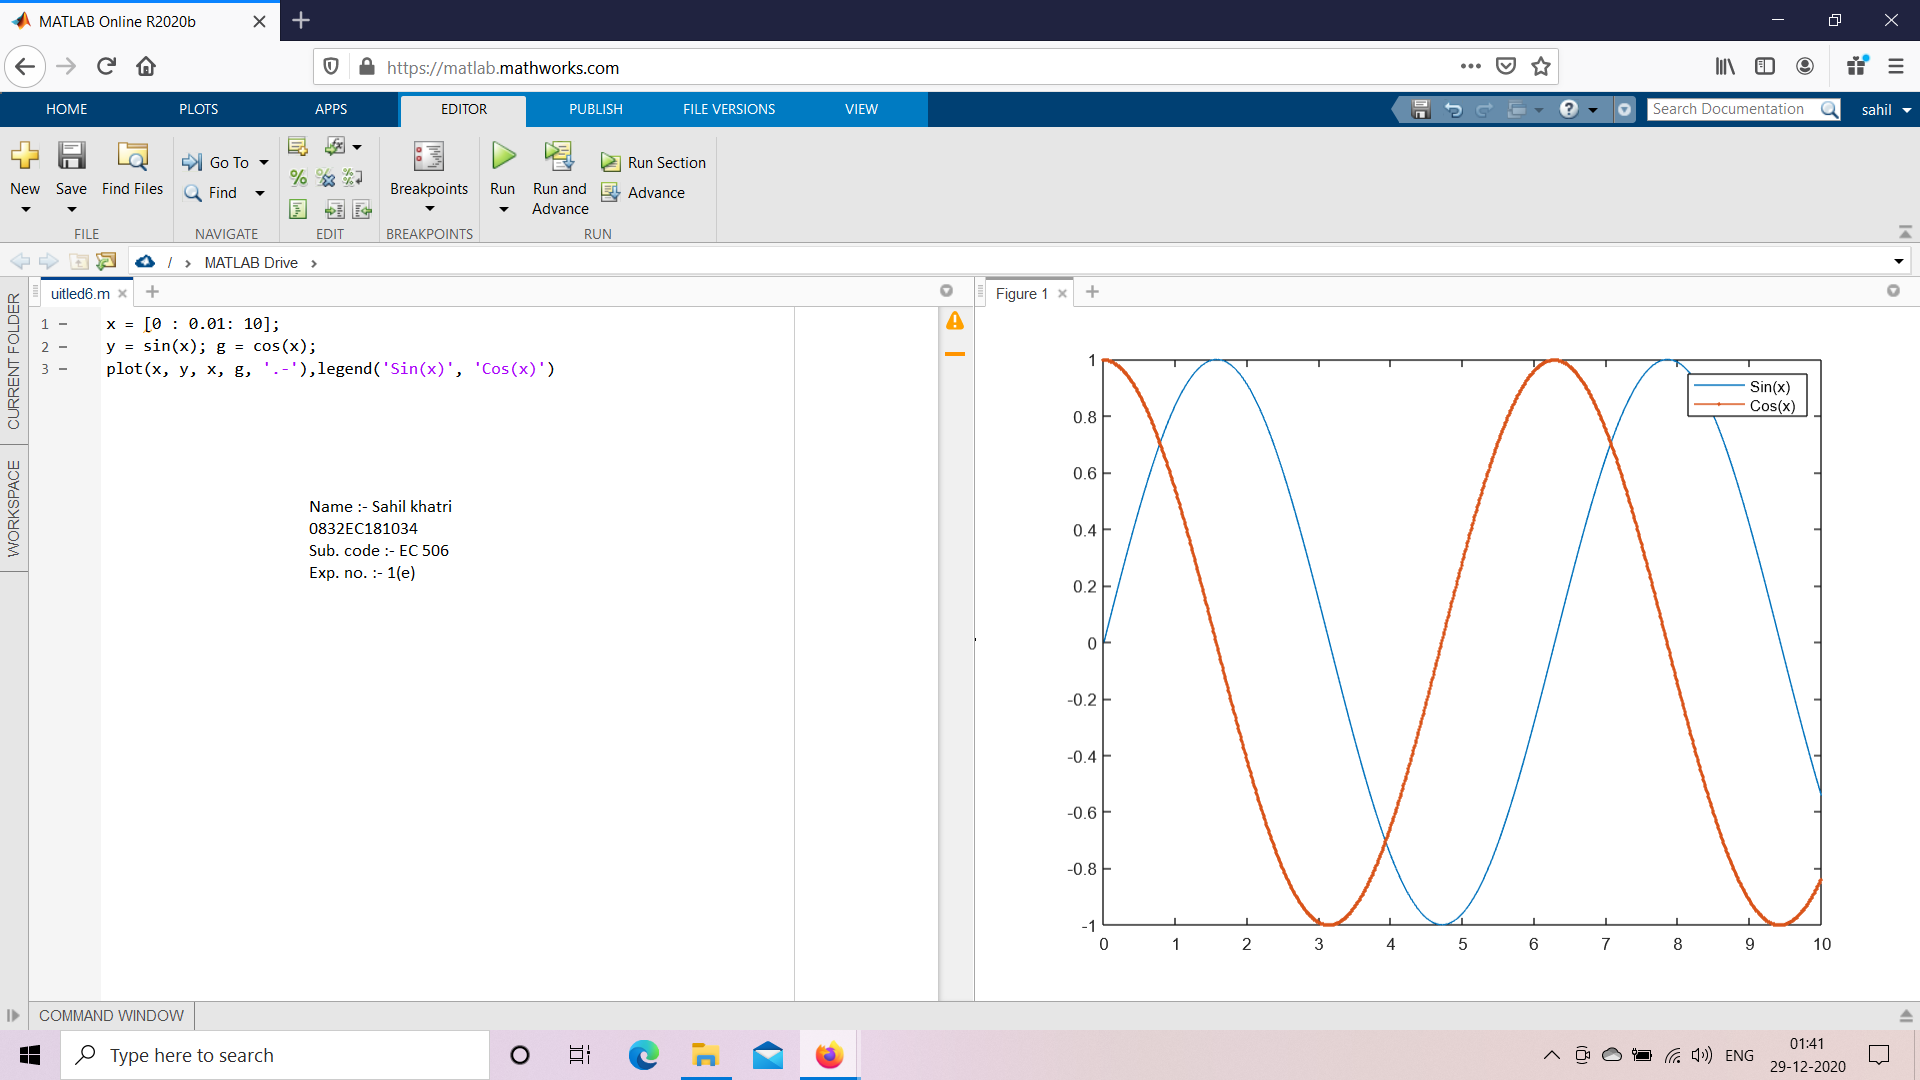 MATLAB Online R2020b
https://matlab.mathworks.com
HOME PLOTS APPS EDITOR PUBLISH FILE VERSIONS VIEW
Search Documentation
sahil
New Save Find Files
Go To
Find
Breakpoints
Run Run and Advance
Run Section
Advance
FILE NAVIGATE EDIT BREAKPOINTS RUN
/ › MATLAB Drive ›
CURRENT FOLDER
WORKSPACE
uitled6.m
1 x = [0 : 0.01: 10];
2 y = sin(x); g = cos(x);
3 plot(x, y, x, g, '.-'),legend('Sin(x)', 'Cos(x)')
Name :- Sahil khatri
0832EC181034
Sub. code :- EC 506
Exp. no. :- 1(e)
Figure 1
Sin(x)
Cos(x)
1
0.8
0.6
0.4
0.2
0
-0.2
-0.4
-0.6
-0.8
-1
0 1 2 3 4 5 6 7 8 9 10
COMMAND WINDOW
Type here to search
ENG
01:41
29-12-2020